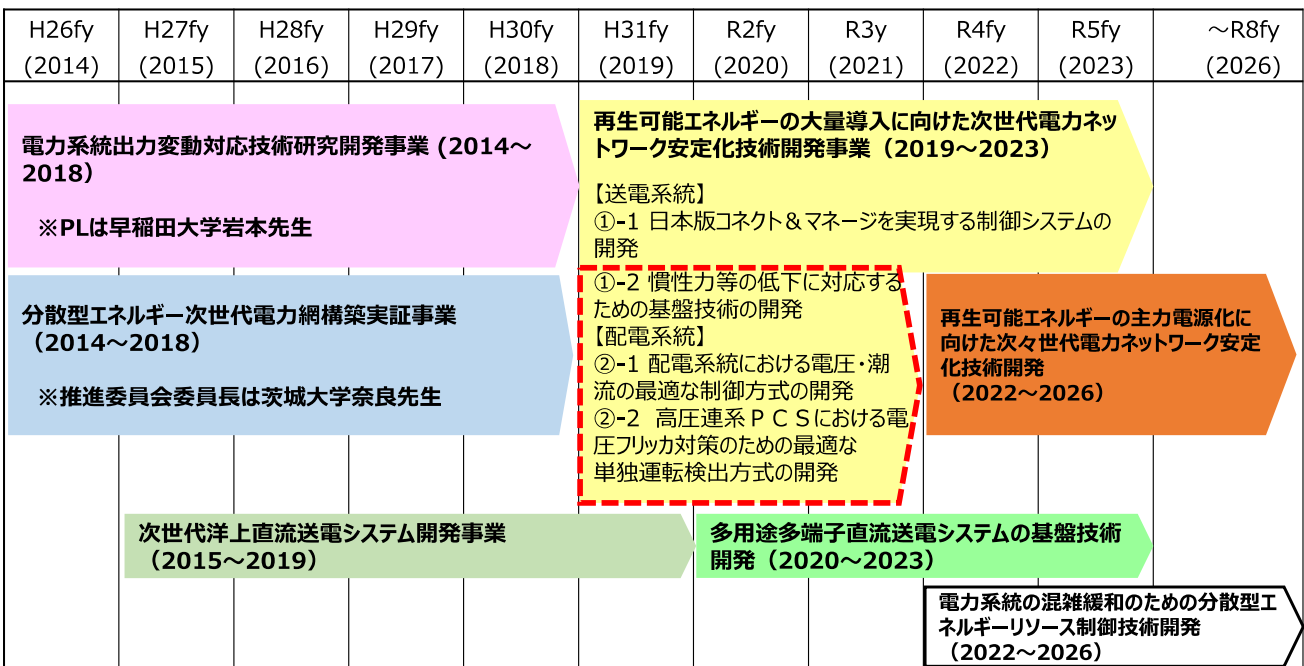 H26fy H27fy H28fy H29fy H30fy H31fy R2fy R3y R4fy R5fy ～R8fy
(2014) (2015) (2016) (2017) (2018) (2019) (2020) (2021) (2022) (2023) (2026)
電力系統出力変動対応技術研究開発事業 (2014～
2018)
※PLは早稲田大学岩本先生
再生可能エネルギーの大量導入に向けた次世代電力ネッ
トワーク安定化技術開発事業（2019～2023）
【送電系統】
①-1 日本版コネクト＆マネージを実現する制御システムの
開発
①-2 慣性力等の低下に対応する
ための基盤技術の開発
【配電系統】
②-1 配電系統における電圧・潮
流の最適な制御方式の開発
②-2 高圧連系ＰＣＳにおける電
圧フリッカ対策のための最適な
単独運転検出方式の開発
分散型エネルギー次世代電力網構築実証事業
（2014～2018）
※推進委員会委員長は茨城大学奈良先生
再生可能エネルギーの主力電源化に
向けた次々世代電力ネットワーク安定
化技術開発
（2022～2026）
次世代洋上直流送電システム開発事業
（2015～2019）
多用途多端子直流送電システムの基盤技術
開発（2020～2023）
電力系統の混雑緩和のための分散型エ
ネルギーリソース制御技術開発
（2022～2026）